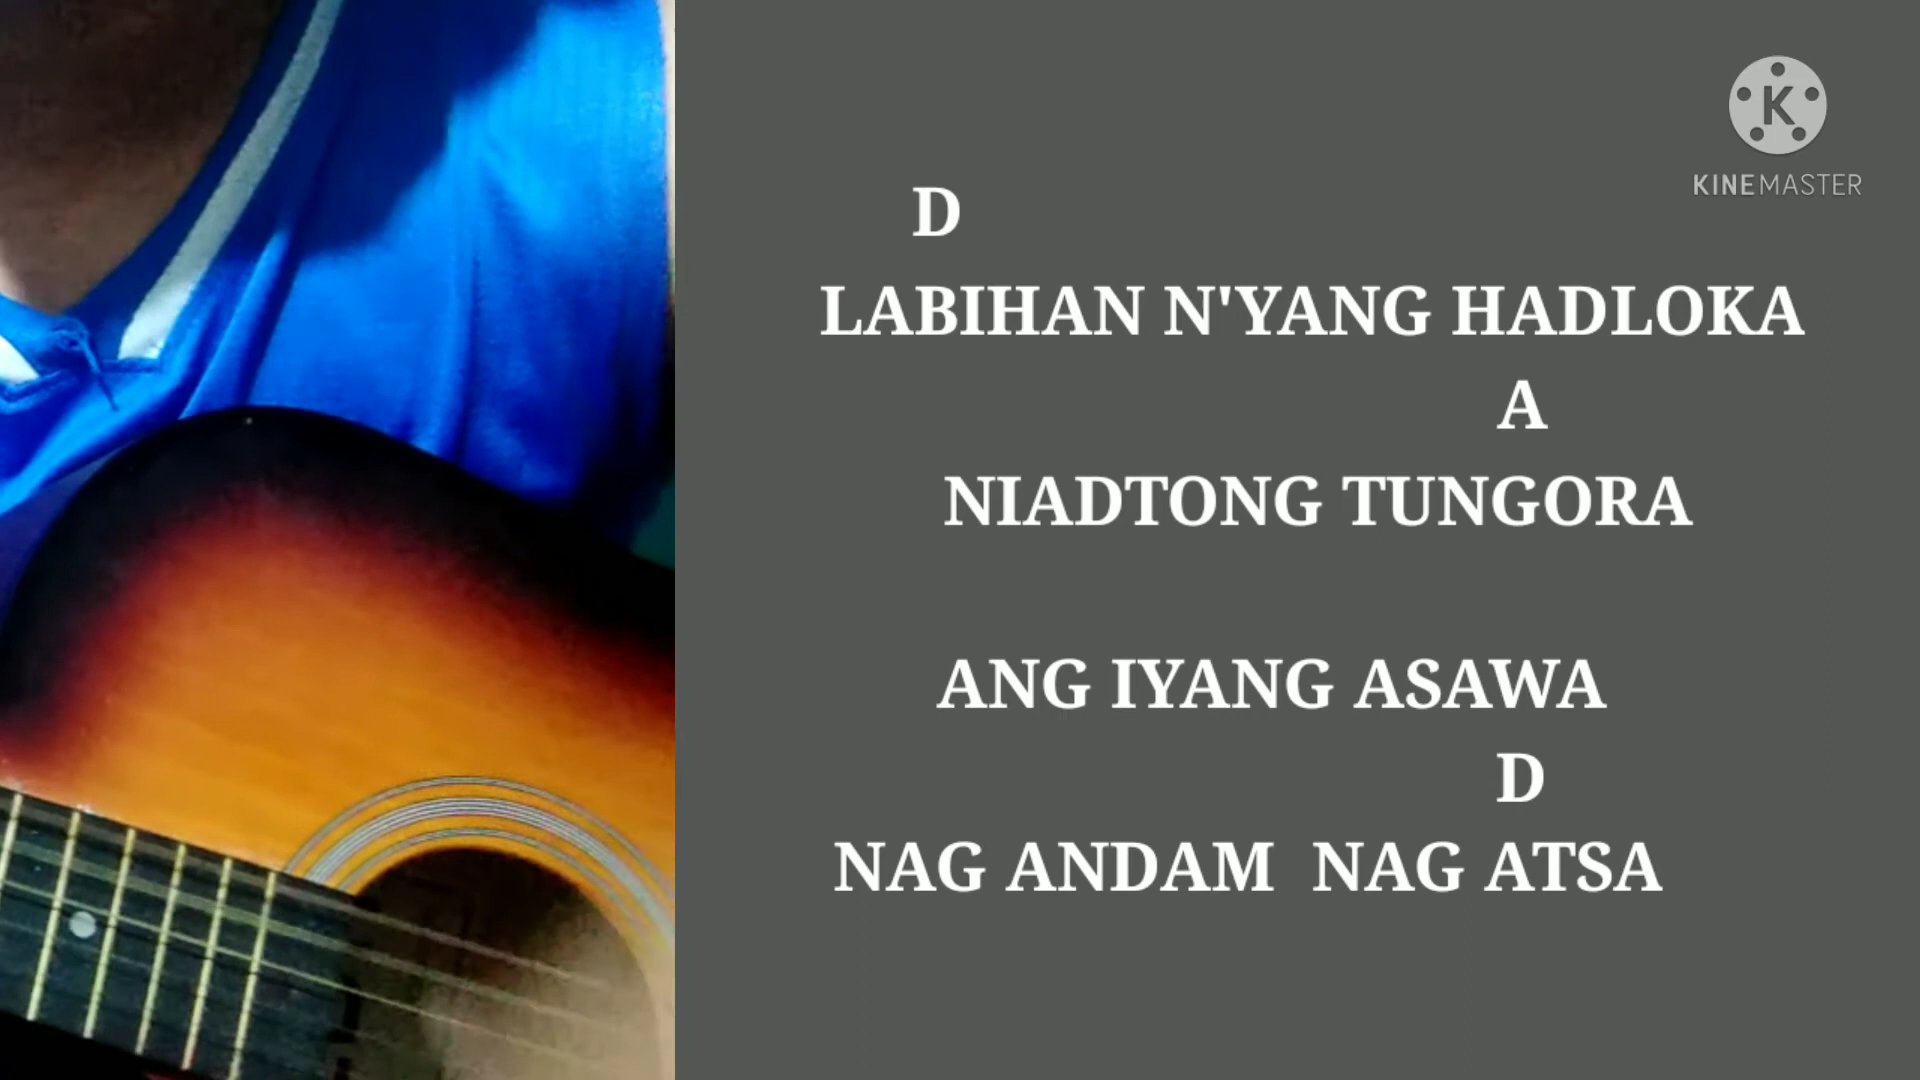 K
KINEMASTER
D
LABIHAN N'YANG HADLOKA
A
NIADTONG TUNGORA
ANG IYANG ASAWA
D
NAG ANDAM  NAG ATSA